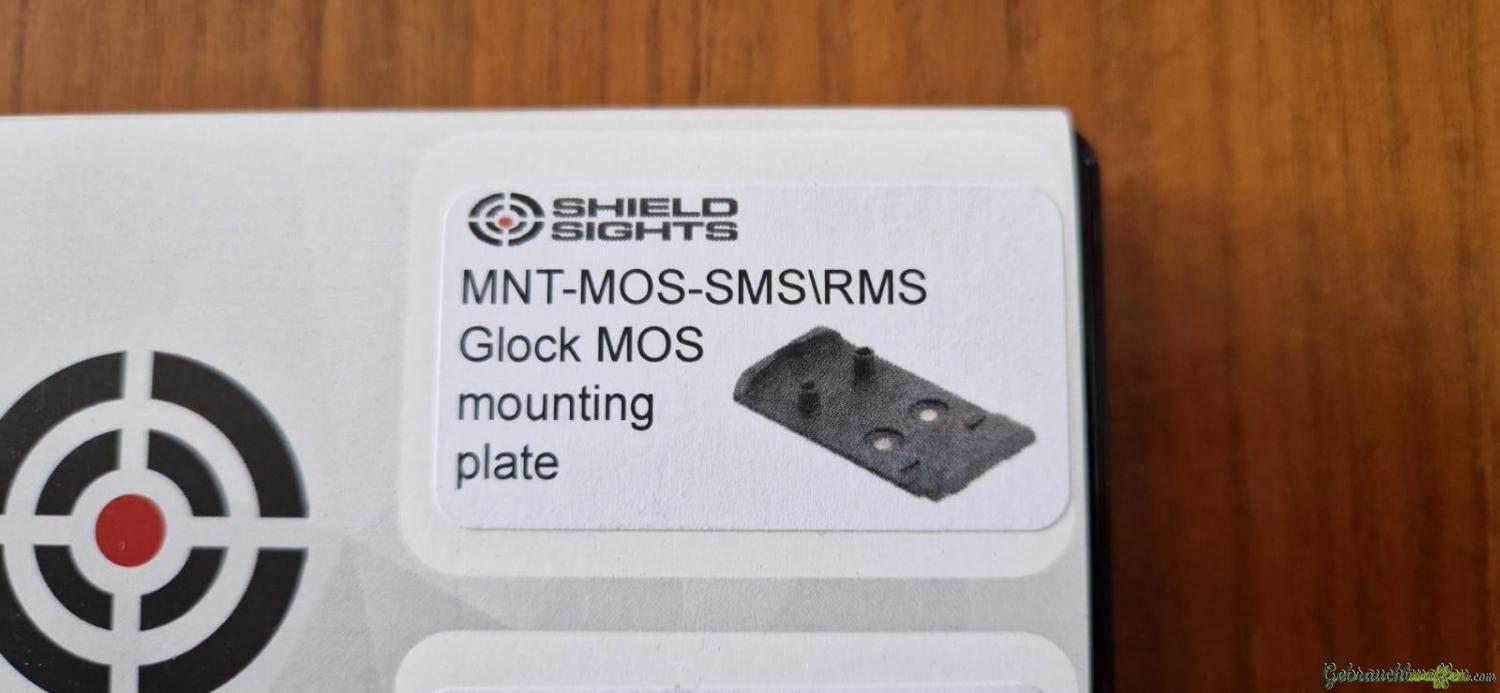 SHIELD
SIGHTS
MNT-MOS-SMS\RMS
Glock MOS
mounting
plate
Gebrauchtwaffen.com